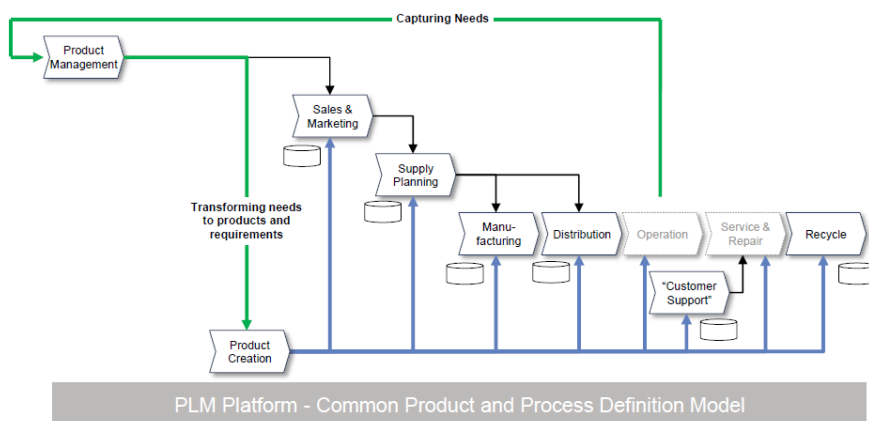 Capturing Needs
Product
Management
Sales &
Marketing
Supply
Planning
Transforming needs
to products and
requirements
Manu-
facturing
Distribution
Operation
Service &
Repair
Recycle
"Customer
Support"
Product
Creation
PLM Platform - Common Product and Process Definition Model